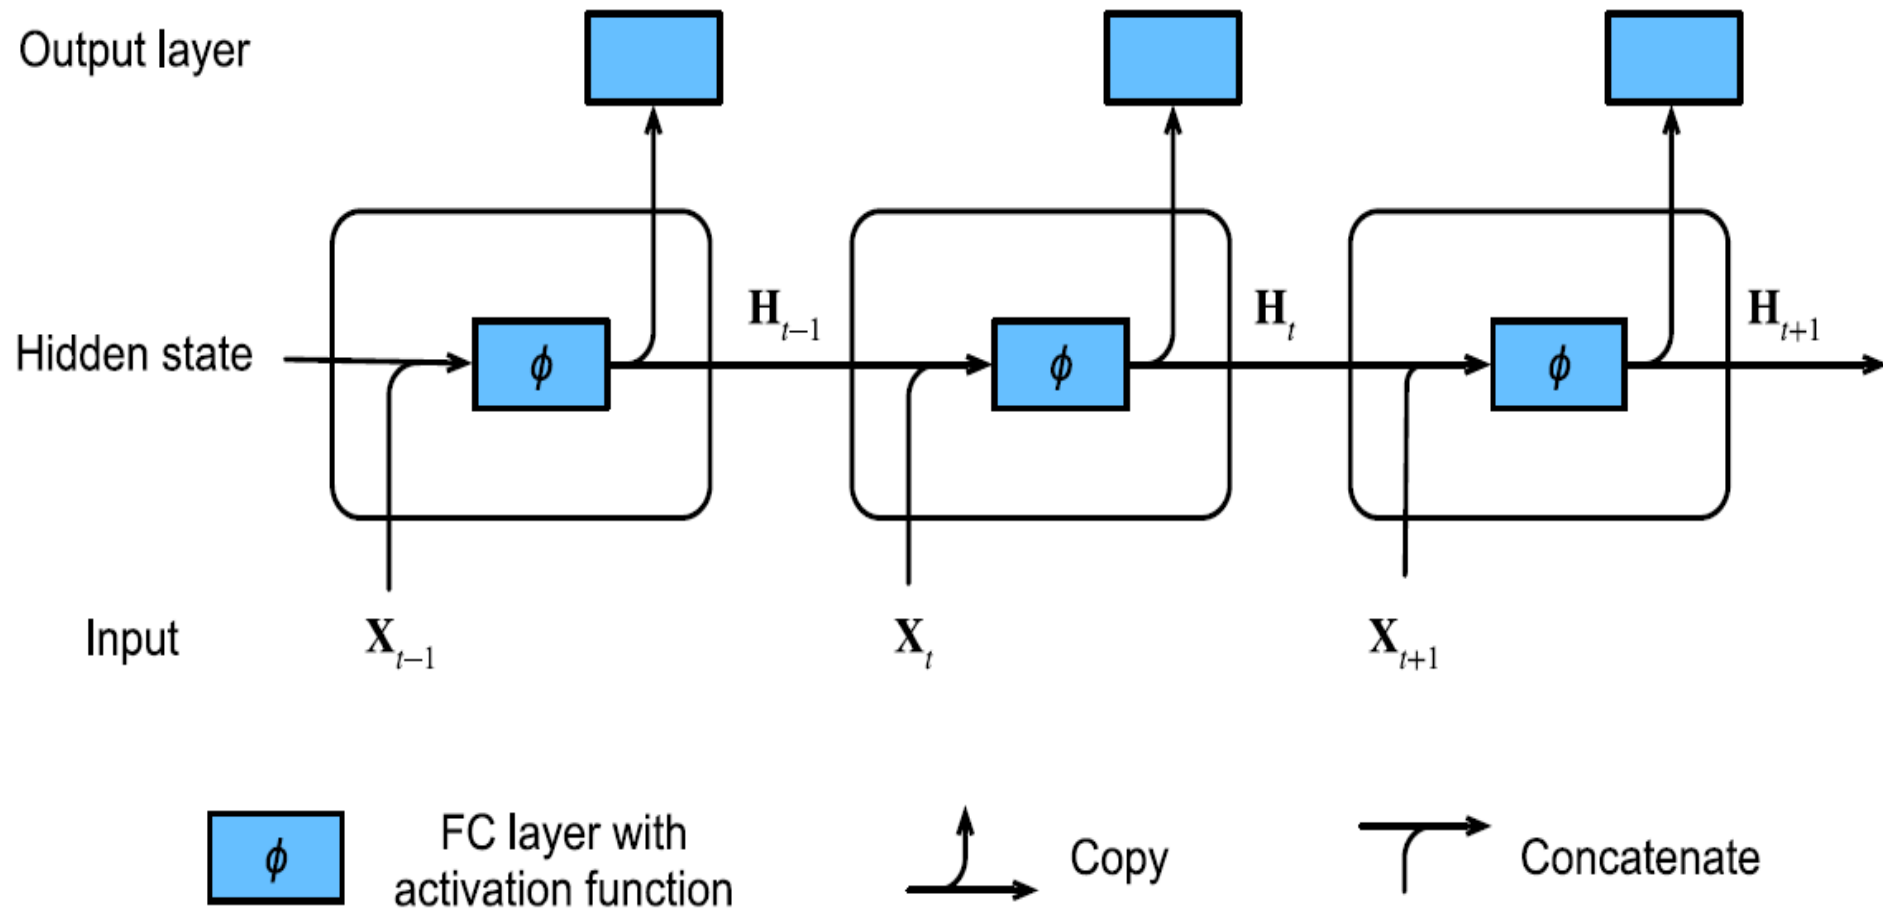 Output layer
Hidden state
ϕ
H_{t−1}
ϕ
H_t
ϕ
H_{t+1}
Input
X_{t−1}
X_t
X_{t+1}
ϕ
FC layer with
activation function
Copy
Concatenate